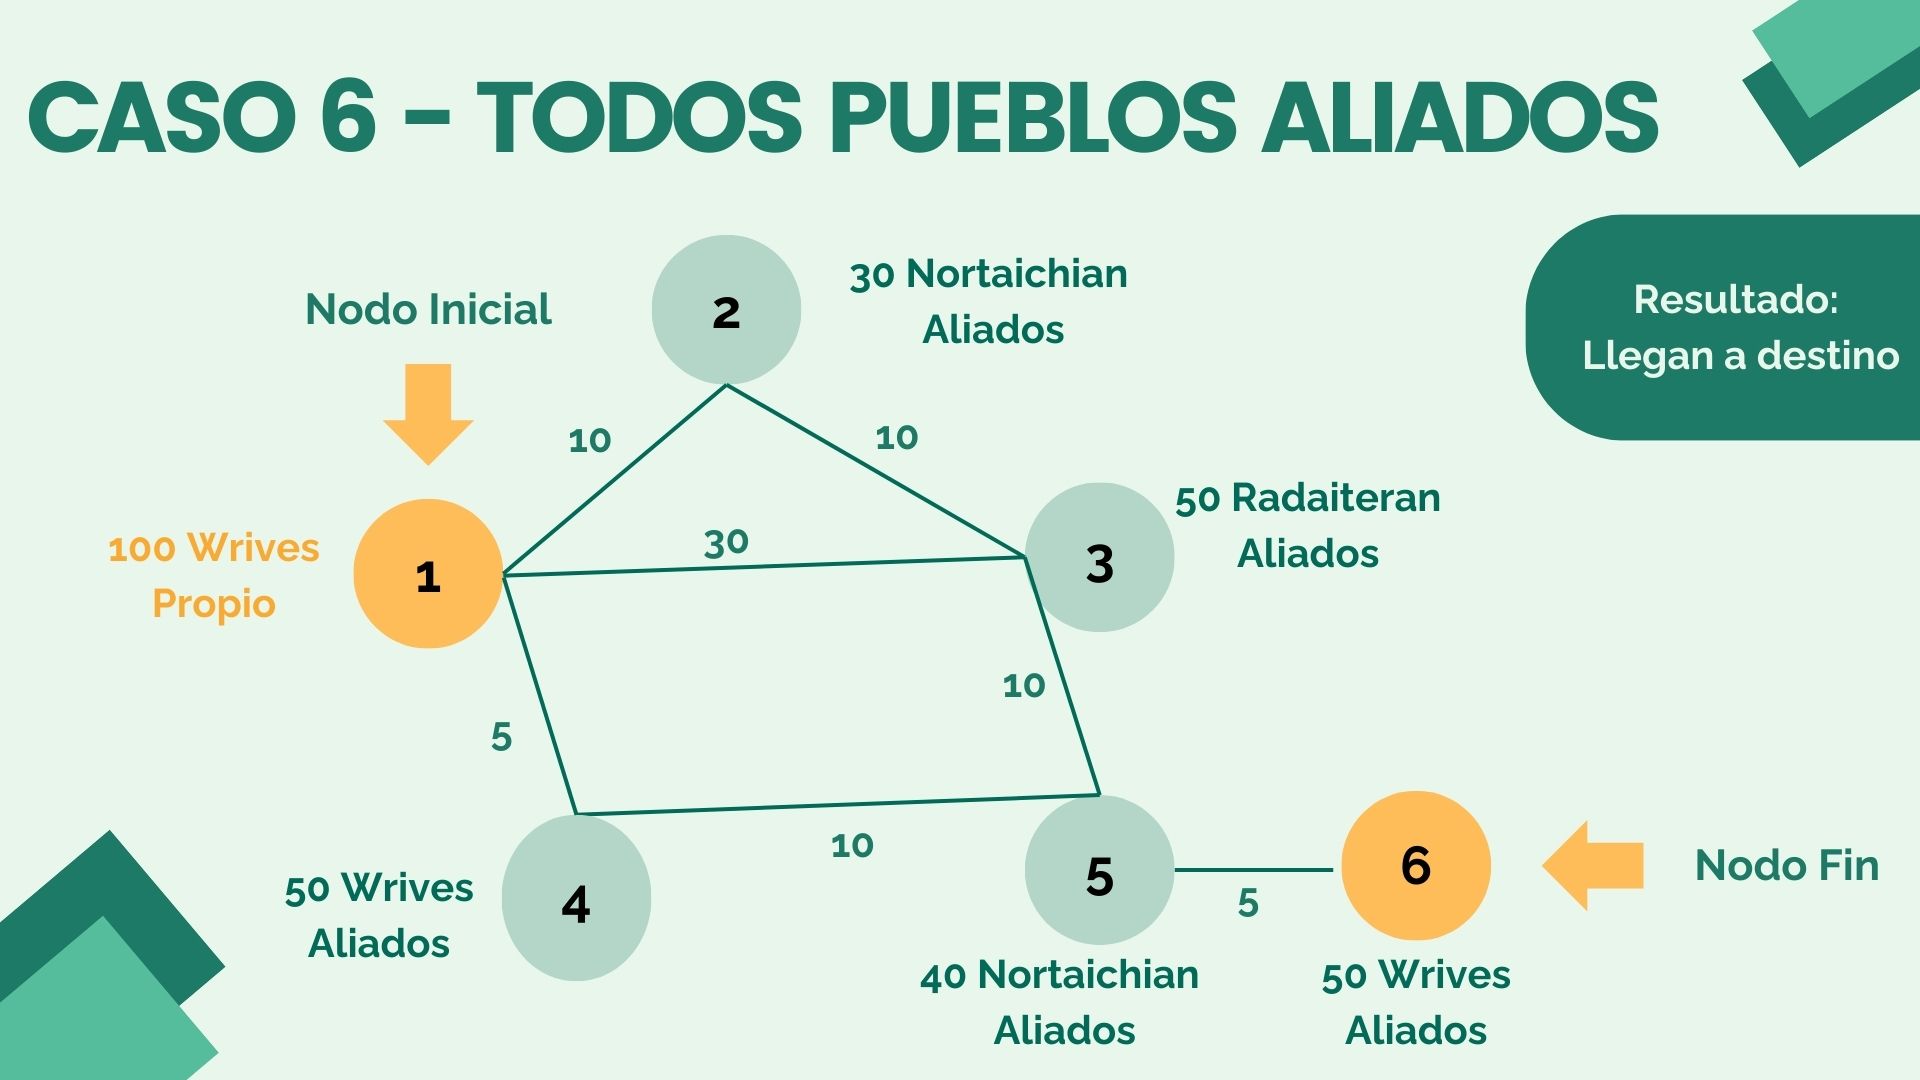 CASO 6 - TODOS PUEBLOS ALIADOS
Nodo Inicial
2
30 Nortaichian
Aliados
Resultado:
Llegan a destino
10
10
100 Wrives
Propio
1
30
3
50 Radaiteran
Aliados
5
10
50 Wrives
Aliados
4
10
5
5
6
Nodo Fin
40 Nortaichian
Aliados
50 Wrives
Aliados